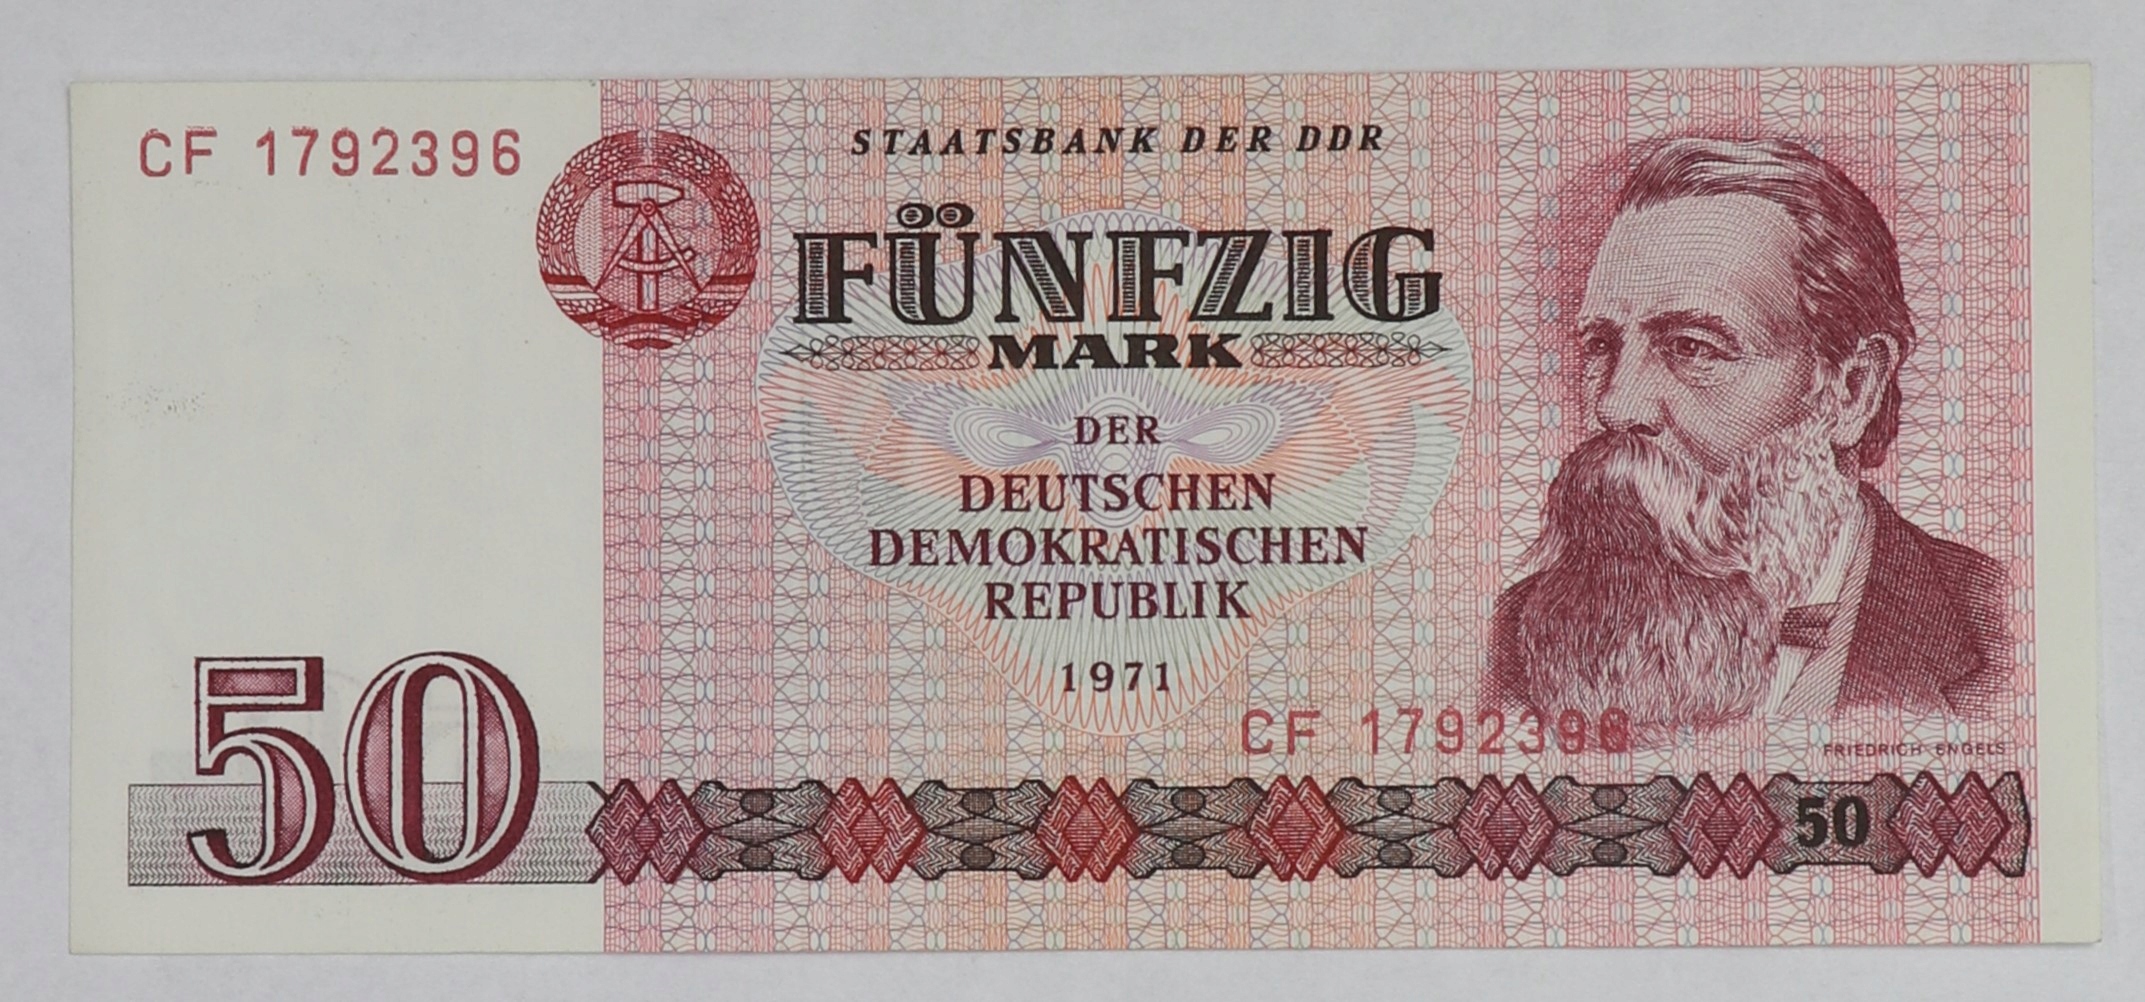 CF 1792396
STAATSBANK DER DDR
FÜNFZIG
MARK
DER
DEUTSCHEN
DEMOKRATISCHEN
REPUBLIK
1971
CF 1792396
FRIEDRICH ENGELS
50
50